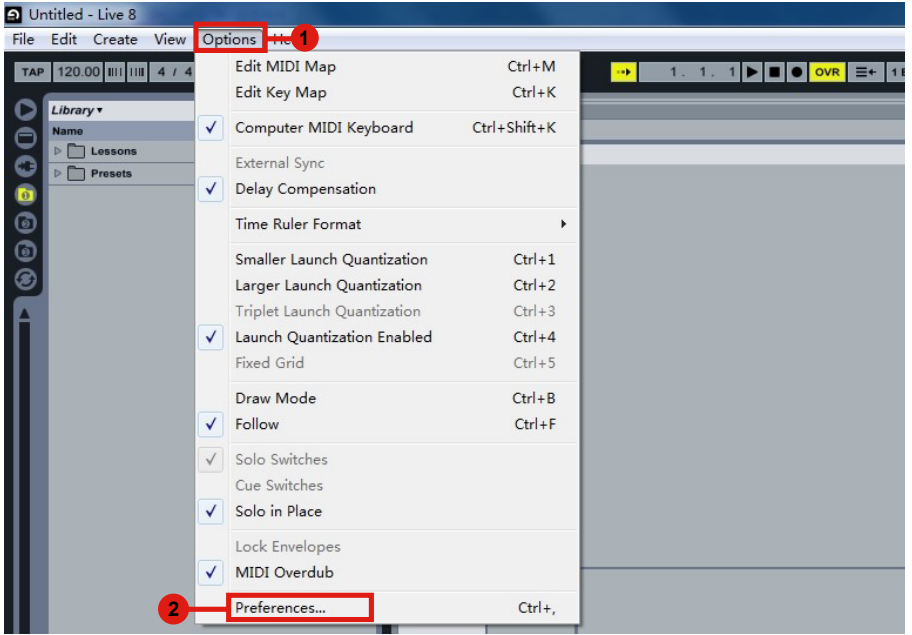 Untitled - Live 8
File Edit Create View Options
1
TAP 120.00 4 / 4
1. 1. 1 OVR
Library
Name
Lessons
Presets
Edit MIDI Map Ctrl+M
Edit Key Map Ctrl+K
Computer MIDI Keyboard Ctrl+Shift+K
External Sync
Delay Compensation
Time Ruler Format
Smaller Launch Quantization Ctrl+1
Larger Launch Quantization Ctrl+2
Triplet Launch Quantization Ctrl+3
Launch Quantization Enabled Ctrl+4
Fixed Grid Ctrl+5
Draw Mode Ctrl+B
Follow Ctrl+F
Solo Switches
Cue Switches
Solo in Place
Lock Envelopes
MIDI Overdub
2 Preferences... Ctrl+,